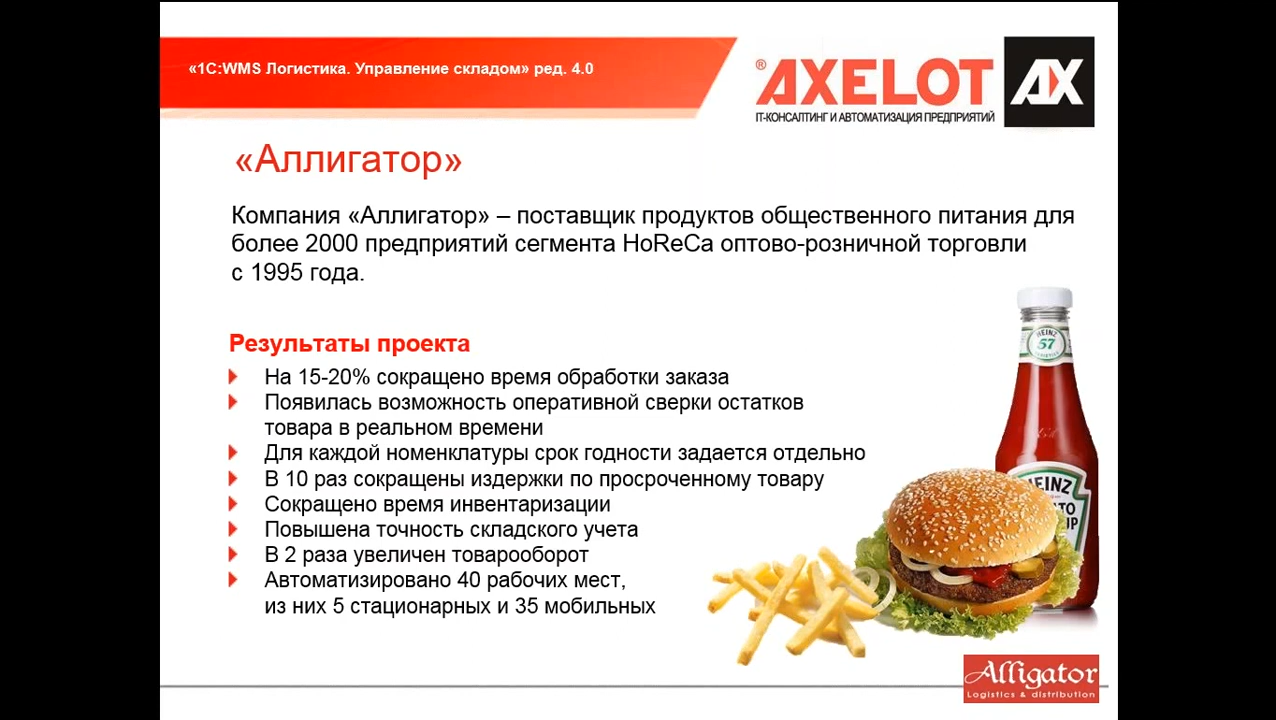 «1С:WMS Логистика. Управление складом» ред. 4.0
® AXELOT AX
IT-КОНСАЛТИНГ И АВТОМАТИЗАЦИЯ ПРЕДПРИЯТИЙ
«Аллигатор»
Компания «Аллигатор» – поставщик продуктов общественного питания для
более 2000 предприятий сегмента HoReCa оптово-розничной торговли
с 1995 года.
Результаты проекта
На 15-20% сокращено время обработки заказа
Появилась возможность оперативной сверки остатков
товара в реальном времени
Для каждой номенклатуры срок годности задается отдельно
В 10 раз сокращены издержки по просроченному товару
Сокращено время инвентаризации
Повышена точность складского учета
В 2 раза увеличен товарооборот
Автоматизировано 40 рабочих мест,
из них 5 стационарных и 35 мобильных
HEINZ
57
HEINZ
Alligator
Logistics & distribution